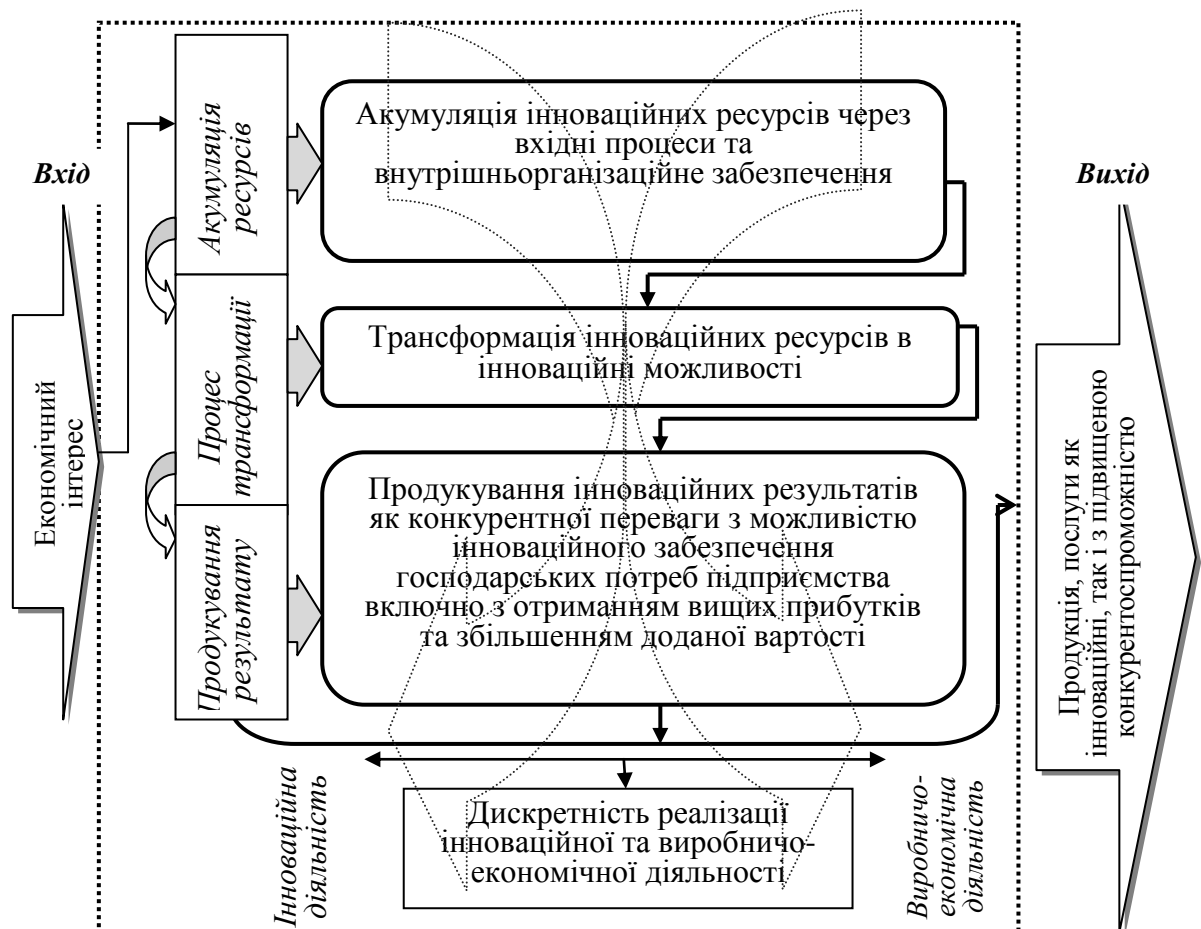 Вхід
Економічний
інтерес
Акумуляція
ресурсів
Процес
трансформації
Продукування
результату
Акумуляція інноваційних ресурсів через
вхідні процеси та
внутрішньорганізаційне забезпечення
Трансформація інноваційних ресурсів в
інноваційні можливості
Продукування інноваційних результатів
як конкурентної переваги з можливістю
інноваційного забезпечення
господарських потреб підприємства
включно з отриманням вищих прибутків
та збільшенням доданої вартості
Інноваційна
діяльність
Дискретність реалізації
інноваційної та виробничо-
економічної діяльності
Виробничо-
економічна
діяльність
Вихід
Продукція, послуги як
інноваційні, так і з підвищеною
конкурентоспроможністю